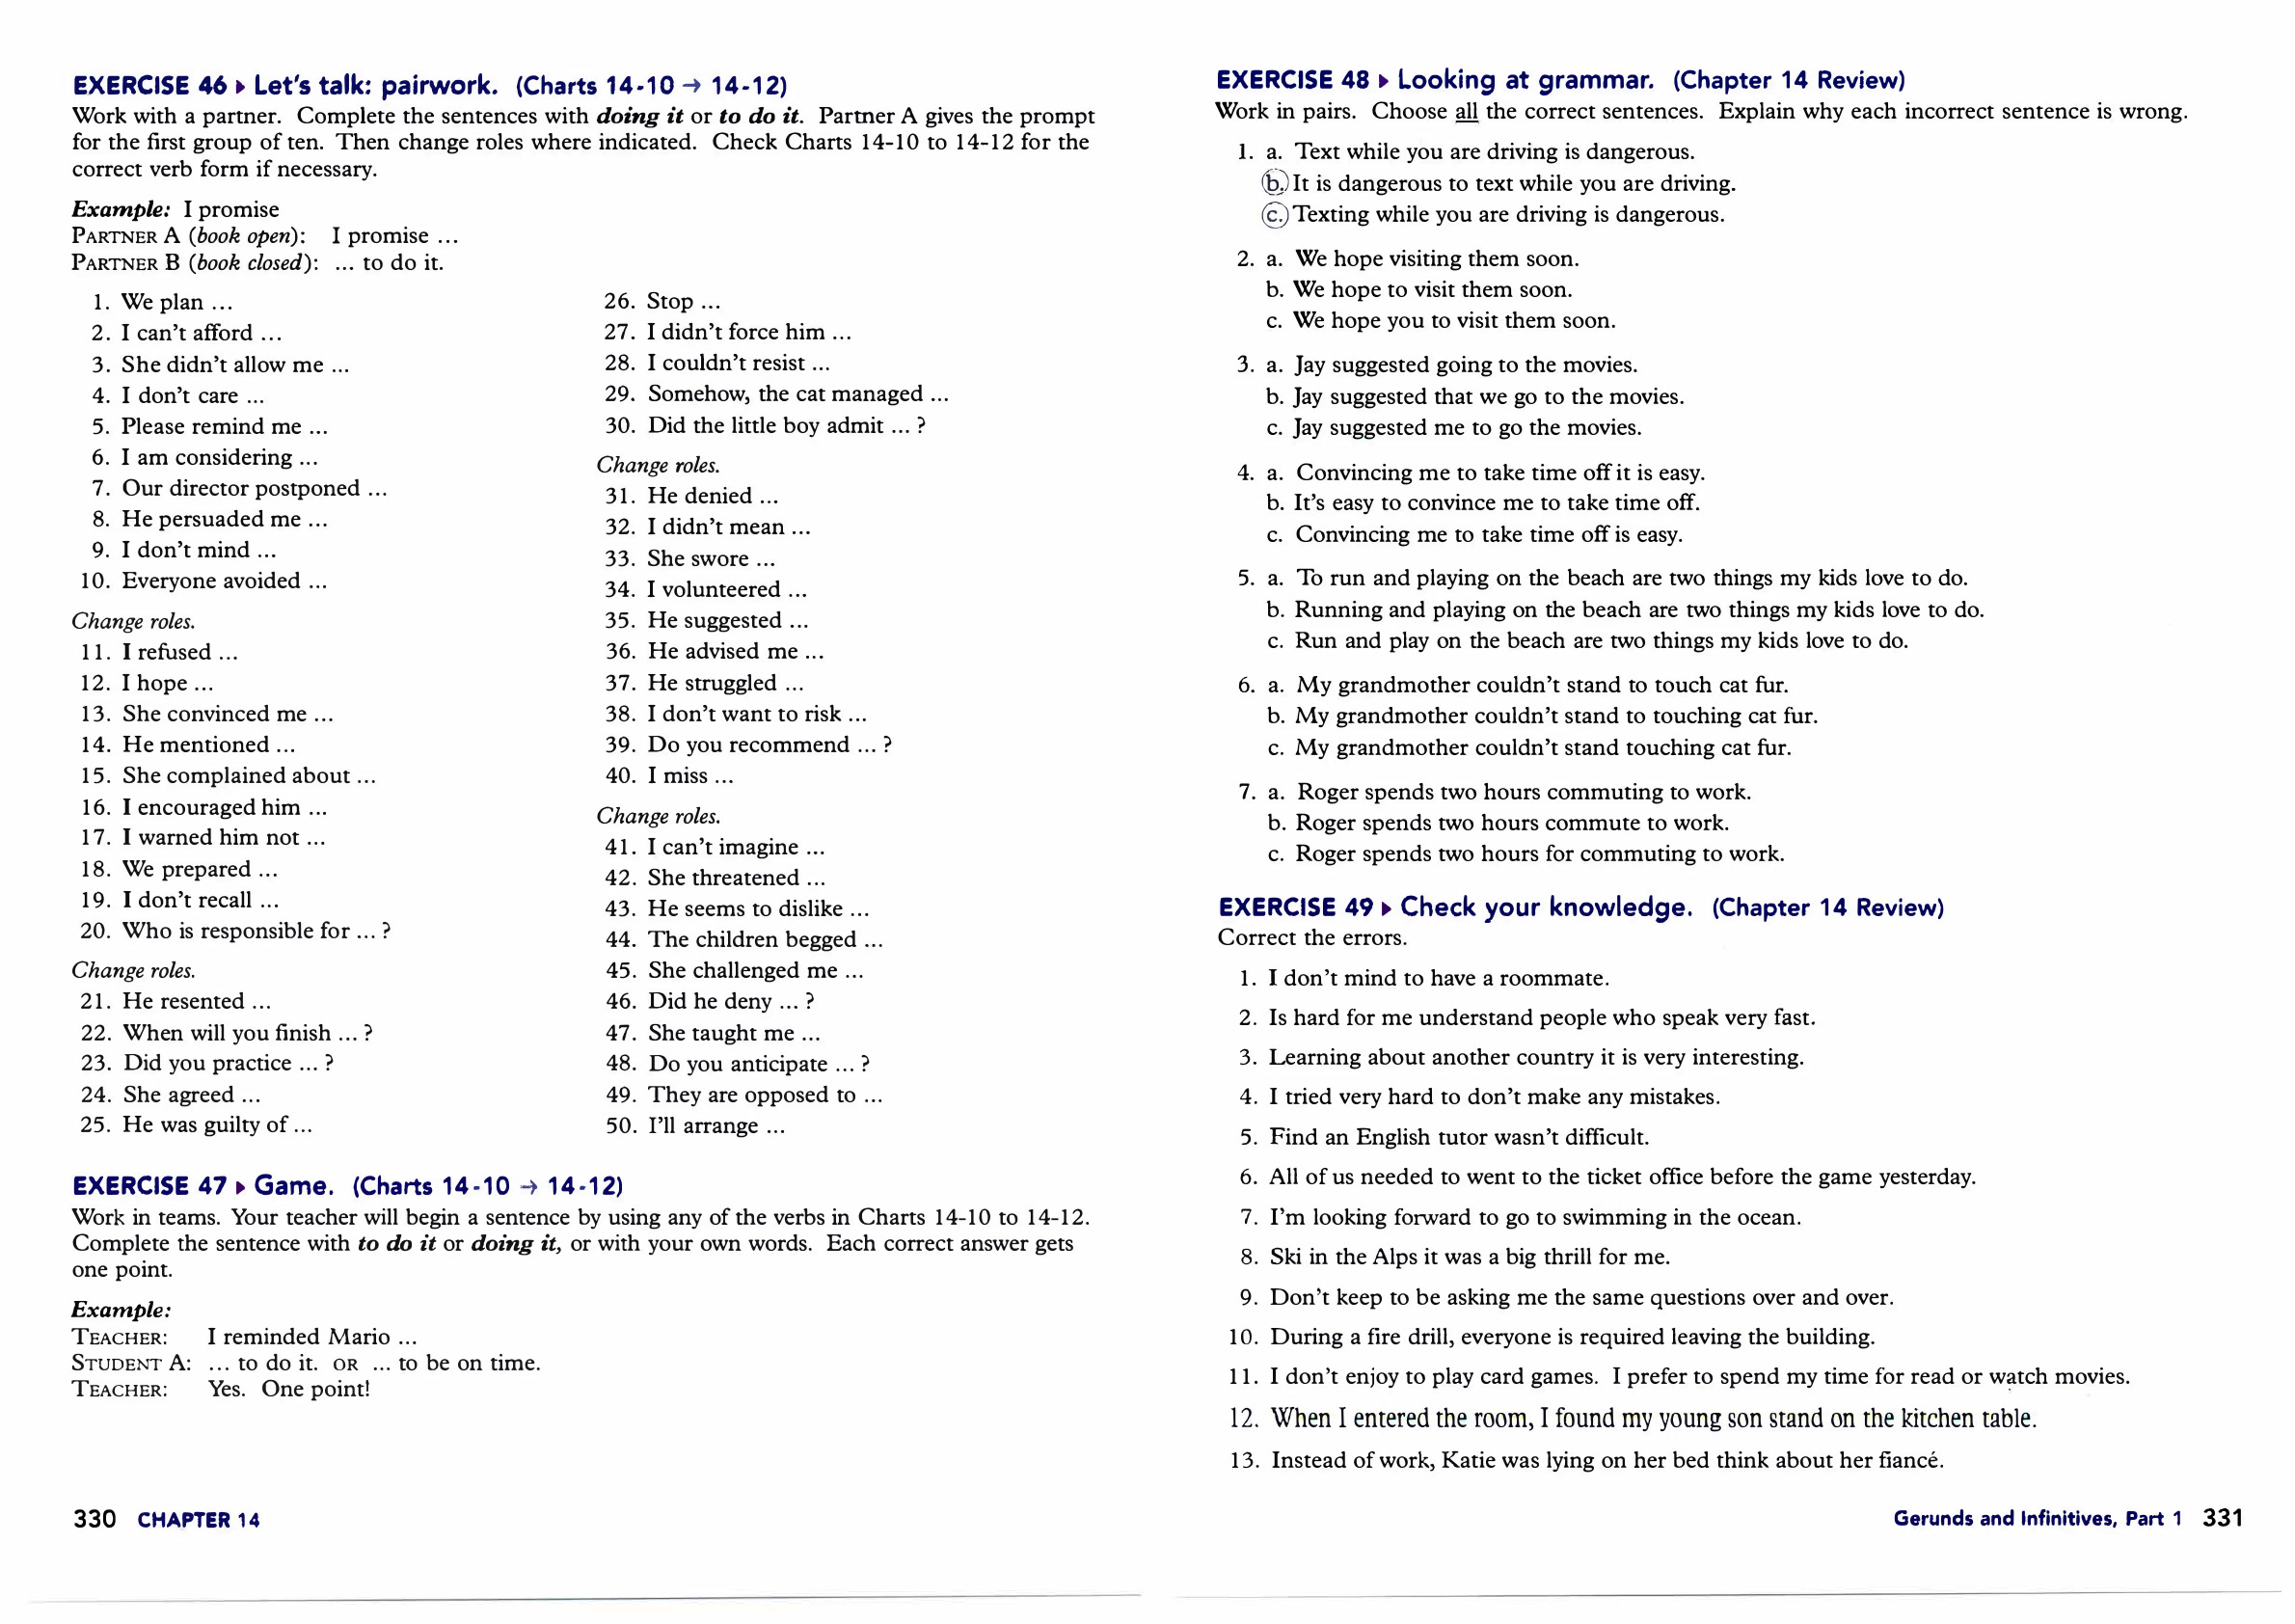 EXERCISE 46 ▸ Let's talk: pairwork. (Charts 14-10 → 14-12)
Work with a partner. Complete the sentences with doing it or to do it. Partner A gives the prompt
for the first group of ten. Then change roles where indicated. Check Charts 14-10 to 14-12 for the
correct verb form if necessary.
Example: I promise
PARTNER A (book open): I promise ...
PARTNER B (book closed): ... to do it.
1. We plan ...
2. I can't afford ...
3. She didn't allow me ...
4. I don't care ...
5. Please remind me ...
6. I am considering ...
7. Our director postponed ...
8. He persuaded me ...
9. I don't mind ...
10. Everyone avoided ...
Change roles.
11. I refused ...
12. I hope ...
13. She convinced me ...
14. He mentioned ...
15. She complained about ...
16. I encouraged him ...
17. I warned him not ...
18. We prepared ...
19. I don't recall ...
20. Who is responsible for ... ?
Change roles.
21. He resented ...
22. When will you finish ... ?
23. Did you practice ... ?
24. She agreed ...
25. He was guilty of ...
26. Stop ...
27. I didn't force him ...
28. I couldn't resist ...
29. Somehow, the cat managed ...
30. Did the little boy admit ... ?
Change roles.
31. He denied ...
32. I didn't mean ...
33. She swore ...
34. I volunteered ...
35. He suggested ...
36. He advised me ...
37. He struggled ...
38. I don't want to risk ...
39. Do you recommend ... ?
40. I miss ...
Change roles.
41. I can't imagine ...
42. She threatened ...
43. He seems to dislike ...
44. The children begged ...
45. She challenged me ...
46. Did he deny ... ?
47. She taught me ...
48. Do you anticipate ... ?
49. They are opposed to ...
50. I'll arrange ...
EXERCISE 47 ▸ Game. (Charts 14-10 → 14-12)
Work in teams. Your teacher will begin a sentence by using any of the verbs in Charts 14-10 to 14-12.
Complete the sentence with to do it or doing it, or with your own words. Each correct answer gets
one point.
Example:
TEACHER: I reminded Mario ...
STUDENT A: ... to do it. OR ... to be on time.
TEACHER: Yes. One point!
330 CHAPTER 14
EXERCISE 48 ▸ Looking at grammar. (Chapter 14 Review)
Work in pairs. Choose all the correct sentences. Explain why each incorrect sentence is wrong.
1. a. Text while you are driving is dangerous.
b. It is dangerous to text while you are driving.
c. Texting while you are driving is dangerous.
2. a. We hope visiting them soon.
b. We hope to visit them soon.
c. We hope you to visit them soon.
3. a. Jay suggested going to the movies.
b. Jay suggested that we go to the movies.
c. Jay suggested me to go the movies.
4. a. Convincing me to take time off it is easy.
b. It's easy to convince me to take time off.
c. Convincing me to take time off is easy.
5. a. To run and playing on the beach are two things my kids love to do.
b. Running and playing on the beach are two things my kids love to do.
c. Run and play on the beach are two things my kids love to do.
6. a. My grandmother couldn't stand to touch cat fur.
b. My grandmother couldn't stand to touching cat fur.
c. My grandmother couldn't stand touching cat fur.
7. a. Roger spends two hours commuting to work.
b. Roger spends two hours commute to work.
c. Roger spends two hours for commuting to work.
EXERCISE 49 ▸ Check your knowledge. (Chapter 14 Review)
Correct the errors.
1. I don't mind to have a roommate.
2. Is hard for me understand people who speak very fast.
3. Learning about another country it is very interesting.
4. I tried very hard to don't make any mistakes.
5. Find an English tutor wasn't difficult.
6. All of us needed to went to the ticket office before the game yesterday.
7. I'm looking forward to go to swimming in the ocean.
8. Ski in the Alps it was a big thrill for me.
9. Don't keep to be asking me the same questions over and over.
10. During a fire drill, everyone is required leaving the building.
11. I don't enjoy to play card games. I prefer to spend my time for read or watch movies.
12. When I entered the room, I found my young son stand on the kitchen table.
13. Instead of work, Katie was lying on her bed think about her fiancé.
Gerunds and Infinitives, Part 1 331